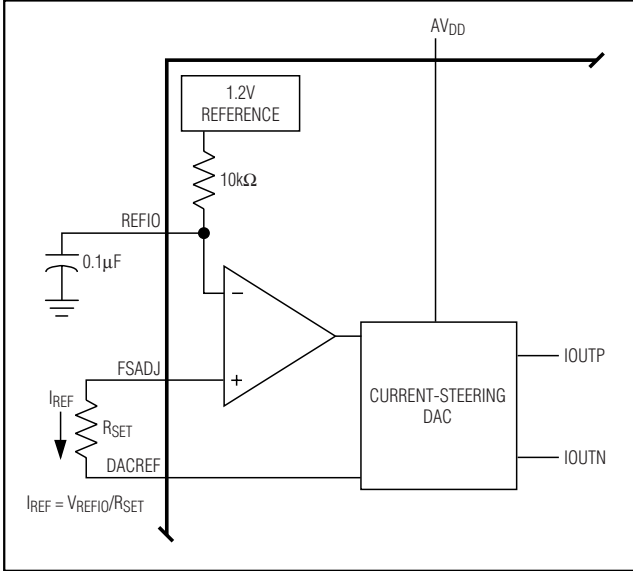 AVDD
1.2V
REFERENCE
10kΩ
REFIO
0.1µF
−
FSADJ
+
IREF
RSET
CURRENT-STEERING
DAC
IOUTP
IOUTN
DACREF
IREF = VREFIO/RSET